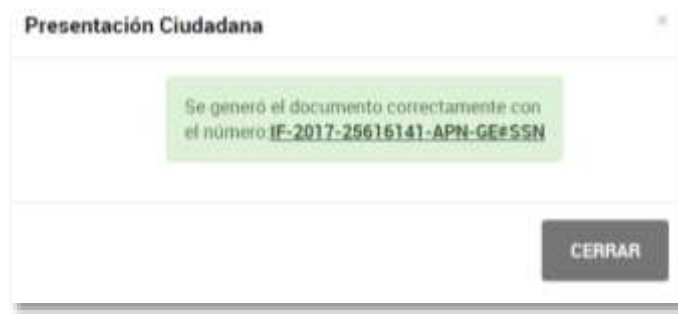 Presentación Ciudadana
×
Se generó el documento correctamente con
el número IF-2017-25616141-APN-GE#SSN
CERRAR